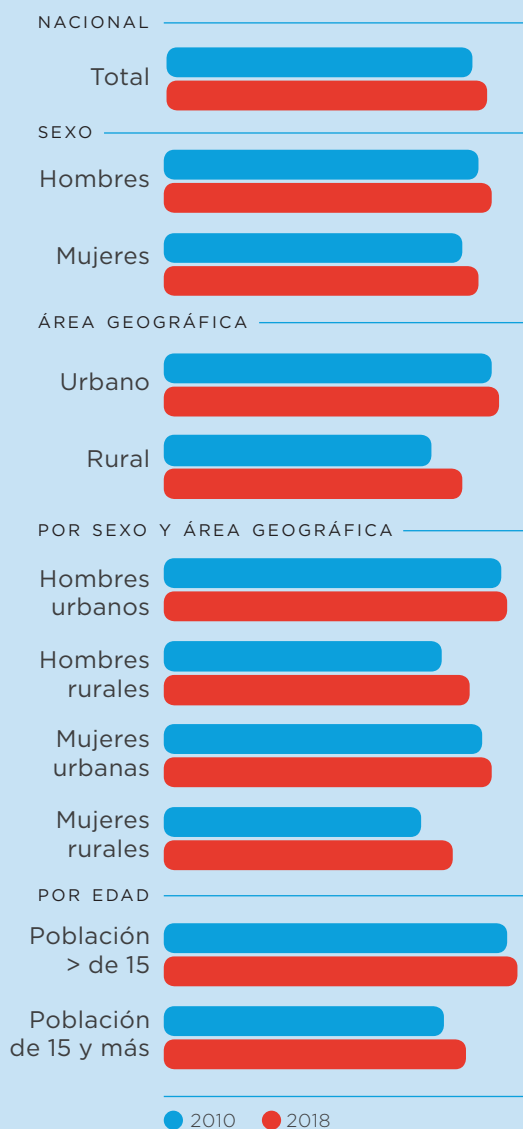 NACIONAL
Total
SEXO
Hombres
Mujeres
ÁREA GEOGRÁFICA
Urbano
Rural
POR SEXO Y ÁREA GEOGRÁFICA
Hombres
urbanos
Hombres
rurales
Mujeres
urbanas
Mujeres
rurales
POR EDAD
Población
> de 15
Población
de 15 y más
2010 2018